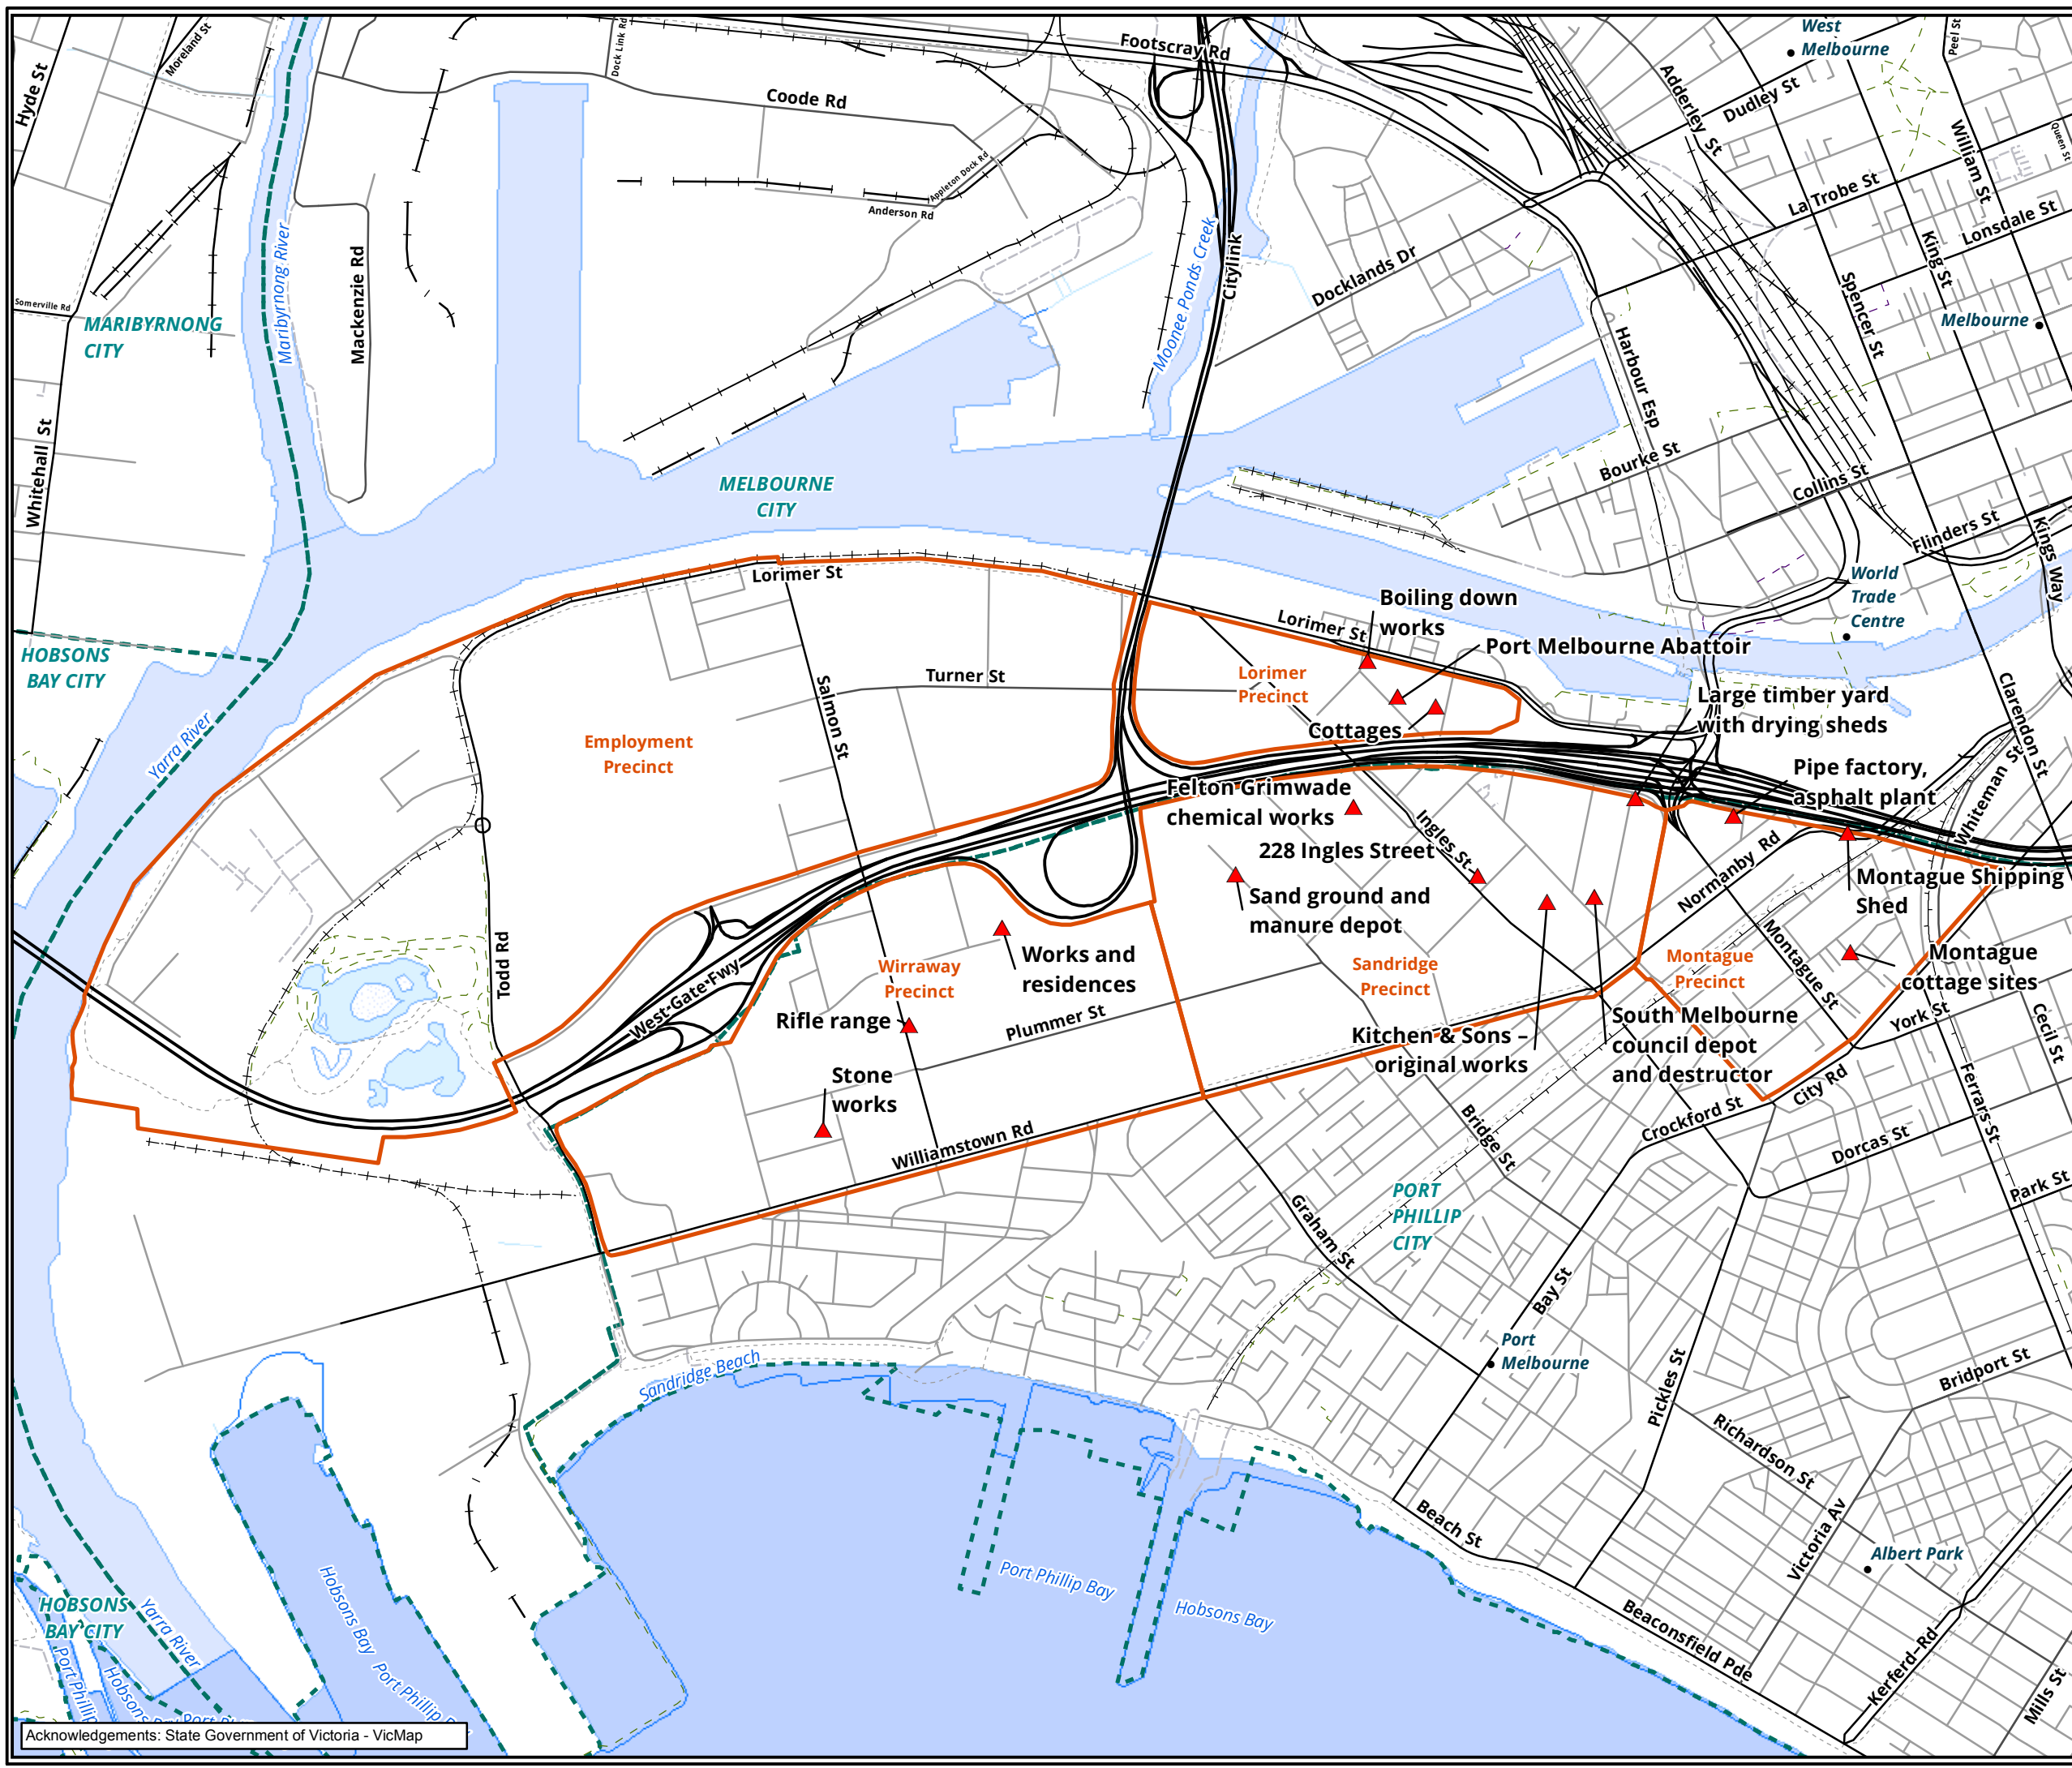 West
Melbourne
Peel St
Moreland St
Dock Link Rd
Footscray Rd
Hyde St
Coode Rd
Adderley St
Dudley St
William St
Queen St
Appleton Dock Rd
Anderson Rd
La Trobe St
Lonsdale St
King St
Maribyrnong River
Mackenzie Rd
Moonee Ponds Creek
Citylink
Docklands Dr
Spencer St
Somerville Rd
MARIBYRNONG
CITY
Melbourne
Harbour Esp
Whitehall St
MELBOURNE
CITY
Bourke St
Collins St
Flinders St
Kings Way
World
Trade
Centre
Lorimer St
Boiling down
works
Lorimer St
Port Melbourne Abattoir
HOBSONS
BAY CITY
Lorimer
Precinct
Turner St
Salmon St
Clarendon St
Large timber yard
with drying sheds
Cottages
Yarra River
Employment
Precinct
Whiteman St
Pipe factory,
asphalt plant
Felton Grimwade
chemical works
Ingles St
228 Ingles Street
Normanby Rd
Montague Shipping
Shed
Sand ground and
manure depot
Todd Rd
West Gate Fwy
Works and
residences
Wirraway
Precinct
Sandridge
Precinct
Montague
Precinct
Montague St
Montague
cottage sites
Rifle range
Plummer St
Kitchen & Sons –
original works
South Melbourne
council depot
and destructor
York St
Cecil St
Stone
works
City Rd
Ferrars St
Crockford St
Williamstown Rd
Bridge St
Dorcas St
Park St
PORT
PHILLIP
CITY
Graham St
Bay St
Port
Melbourne
Pickles St
Bridport St
Sandridge Beach
Richardson St
Beach St
Victoria Av
Albert Park
Port Phillip Bay
Hobsons Bay
Hobsons Bay
Port Phillip Bay
HOBSONS
BAY CITY
Yarra River
Port Phillip
Hobsons Bay
Port Ph
Beaconsfield Pde
Kerferd Rd
Mills St
Acknowledgements: State Government of Victoria - VicMap